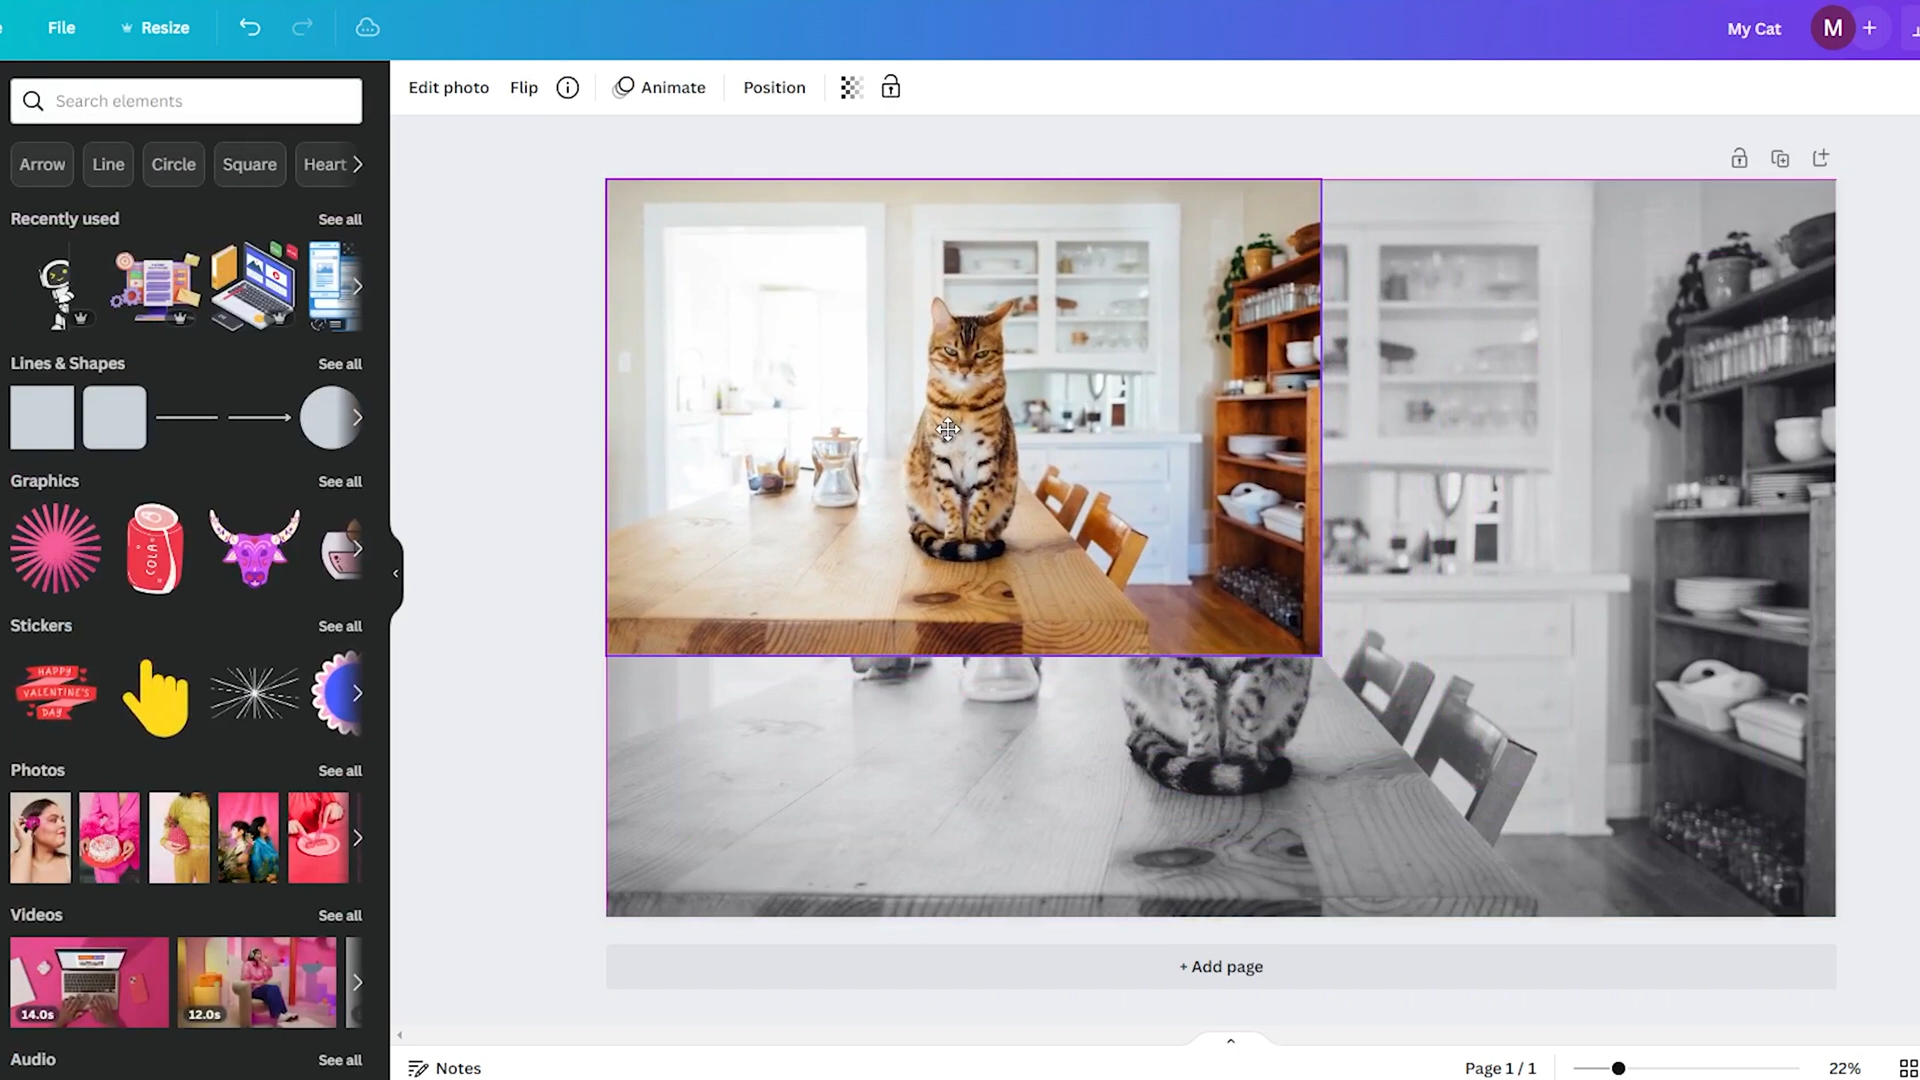 File
Resize
My Cat
M
+
Search elements
Edit photo
Flip
Animate
Position
Arrow
Line
Circle
Square
Heart
Recently used
See all
Lines & Shapes
See all
Graphics
See all
COLA
Stickers
See all
HAPPY
VALENTINE'S
DAY
Photos
See all
Videos
See all
14.0s
12.0s
+ Add page
Audio
See all
Notes
Page 1 / 1
22%